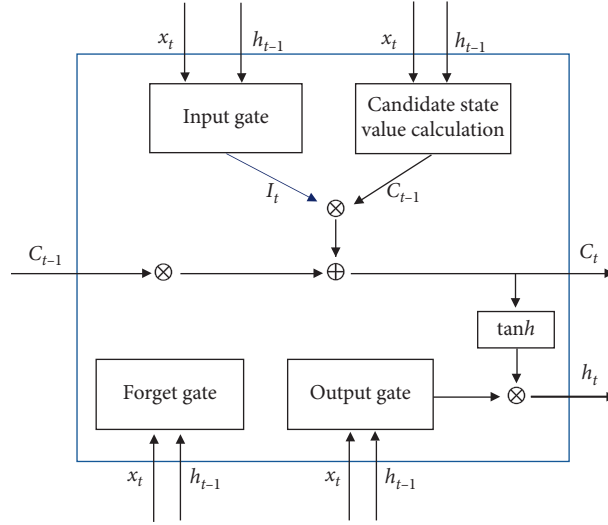 x_t h_{t–1} x_t h_{t–1}
Input gate
Candidate state
value calculation
I_t C_{t–1}
C_{t–1} C_t
tanh
h_t
Forget gate Output gate
x_t h_{t–1} x_t h_{t–1}